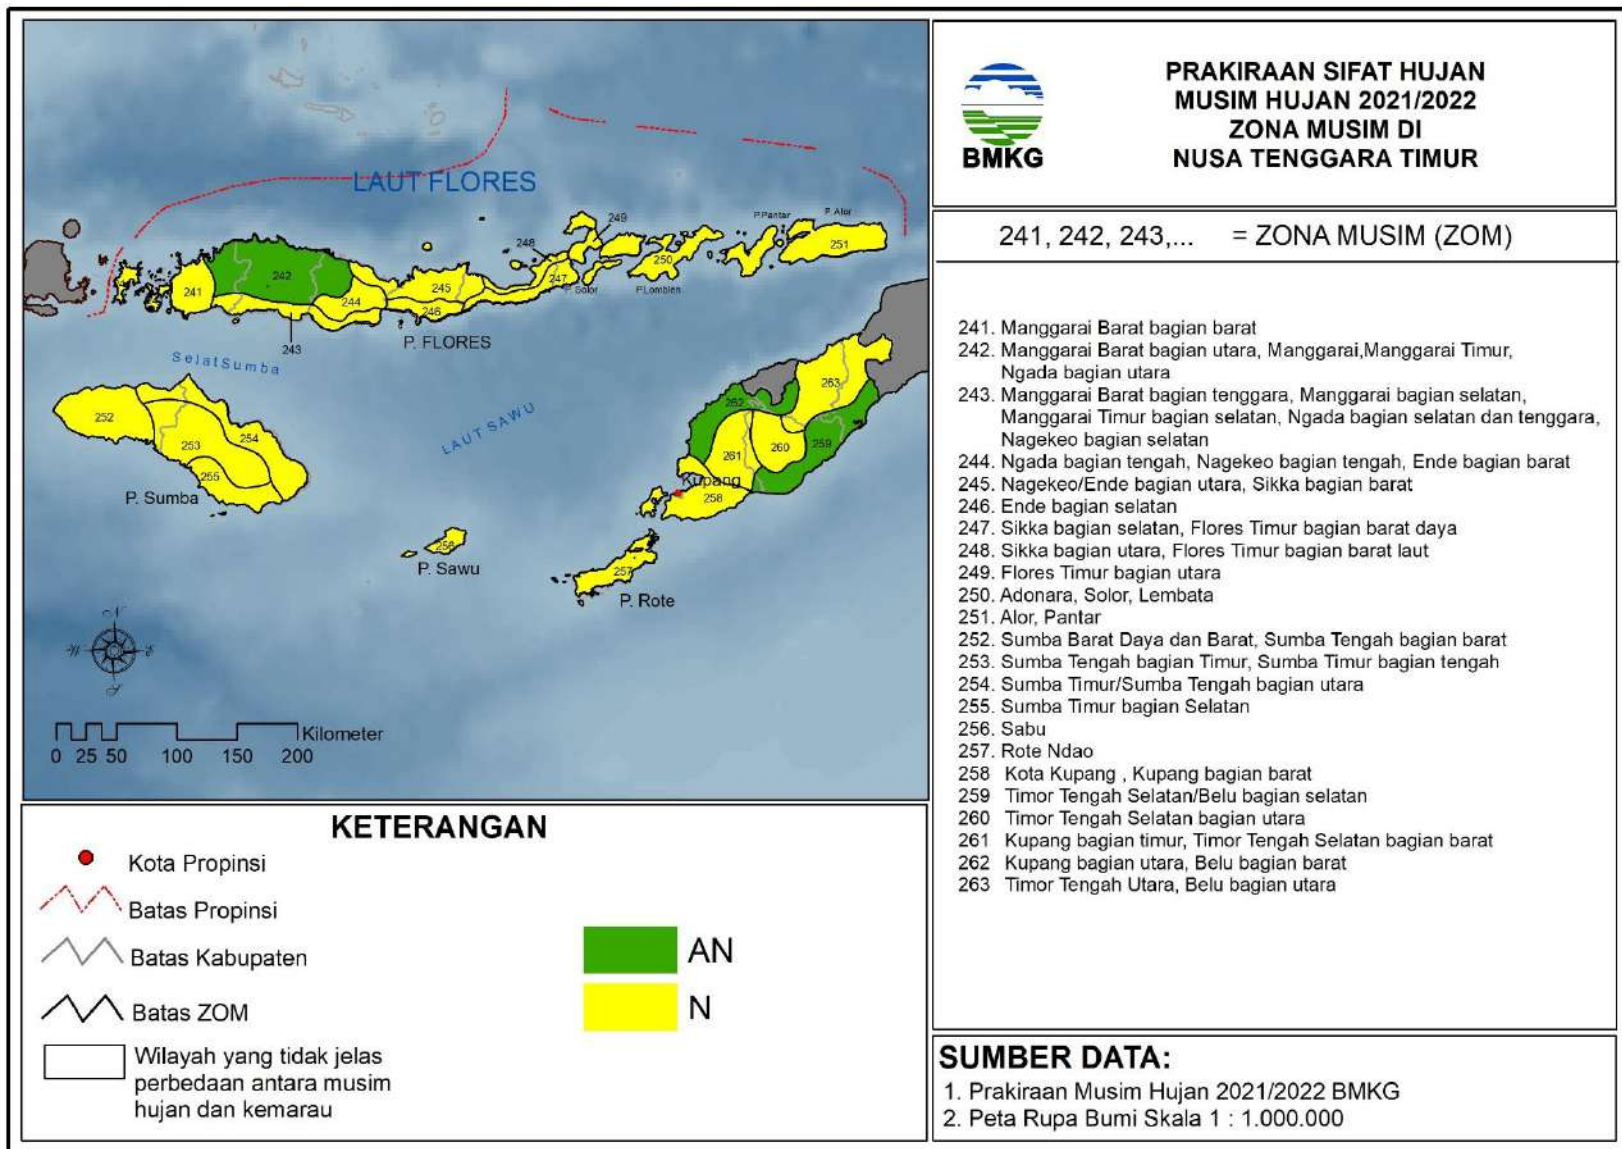 LAUT FLORES
249
P.Pantar
P. Alor
248
251
250
242
247
241
245
P. Solor
P.Lomblen
244
246
P. FLORES
243
SelatSumba
263
252
262
LAUT SAWU
254
253
259
260
261
255
Kupang
P. Sumba
258
256
P. Sawu
257
P. Rote
N
W
E
S
Kilometer
0 25 50 100 150 200
BMKG
PRAKIRAAN SIFAT HUJAN
MUSIM HUJAN 2021/2022
ZONA MUSIM DI
NUSA TENGGARA TIMUR
241, 242, 243,... = ZONA MUSIM (ZOM)
241. Manggarai Barat bagian barat
242. Manggarai Barat bagian utara, Manggarai,Manggarai Timur,
Ngada bagian utara
243. Manggarai Barat bagian tenggara, Manggarai bagian selatan,
Manggarai Timur bagian selatan, Ngada bagian selatan dan tenggara,
Nagekeo bagian selatan
244. Ngada bagian tengah, Nagekeo bagian tengah, Ende bagian barat
245. Nagekeo/Ende bagian utara, Sikka bagian barat
246. Ende bagian selatan
247. Sikka bagian selatan, Flores Timur bagian barat daya
248. Sikka bagian utara, Flores Timur bagian barat laut
249. Flores Timur bagian utara
250. Adonara, Solor, Lembata
251. Alor, Pantar
252. Sumba Barat Daya dan Barat, Sumba Tengah bagian barat
253. Sumba Tengah bagian Timur, Sumba Timur bagian tengah
254. Sumba Timur/Sumba Tengah bagian utara
255. Sumba Timur bagian Selatan
256. Sabu
257. Rote Ndao
258 Kota Kupang , Kupang bagian barat
259 Timor Tengah Selatan/Belu bagian selatan
260 Timor Tengah Selatan bagian utara
261 Kupang bagian timur, Timor Tengah Selatan bagian barat
262 Kupang bagian utara, Belu bagian barat
263 Timor Tengah Utara, Belu bagian utara
KETERANGAN
Kota Propinsi
Batas Propinsi
Batas Kabupaten
Batas ZOM
Wilayah yang tidak jelas
perbedaan antara musim
hujan dan kemarau
AN
N
SUMBER DATA:
1. Prakiraan Musim Hujan 2021/2022 BMKG
2. Peta Rupa Bumi Skala 1 : 1.000.000